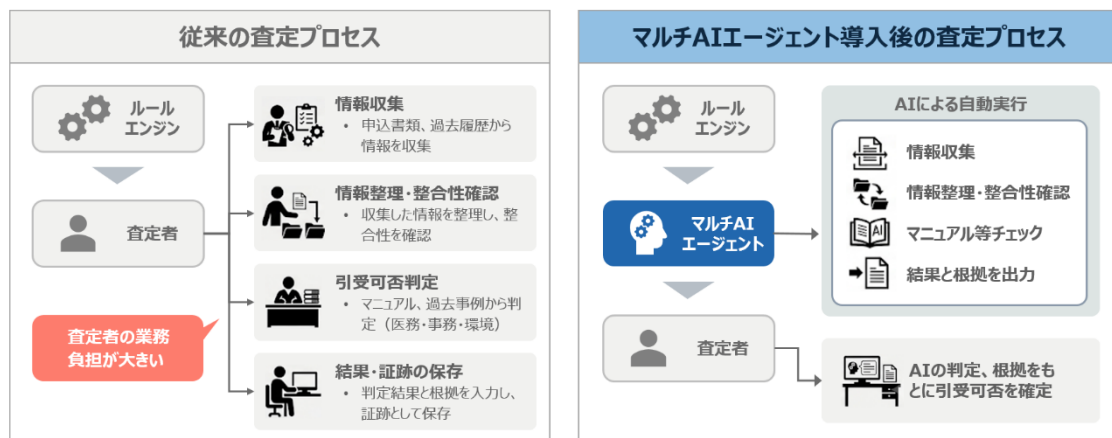 従来の査定プロセス
ルール
エンジン
査定者
査定者の業務
負担が大きい
情報収集
• 申込書類、過去履歴から
情報を収集
情報整理・整合性確認
• 収集した情報を整理し、整
合性を確認
引受可否判定
• マニュアル、過去事例から判
定（医務・事務・環境）
結果・証跡の保存
• 判定結果と根拠を入力し、
証跡として保存
マルチAIエージェント導入後の査定プロセス
ルール
エンジン
マルチAI
エージェント
査定者
AIによる自動実行
情報収集
情報整理・整合性確認
AI
マニュアル等チェック
結果と根拠を出力
AIの判定、根拠をも
とに引受可否を確定